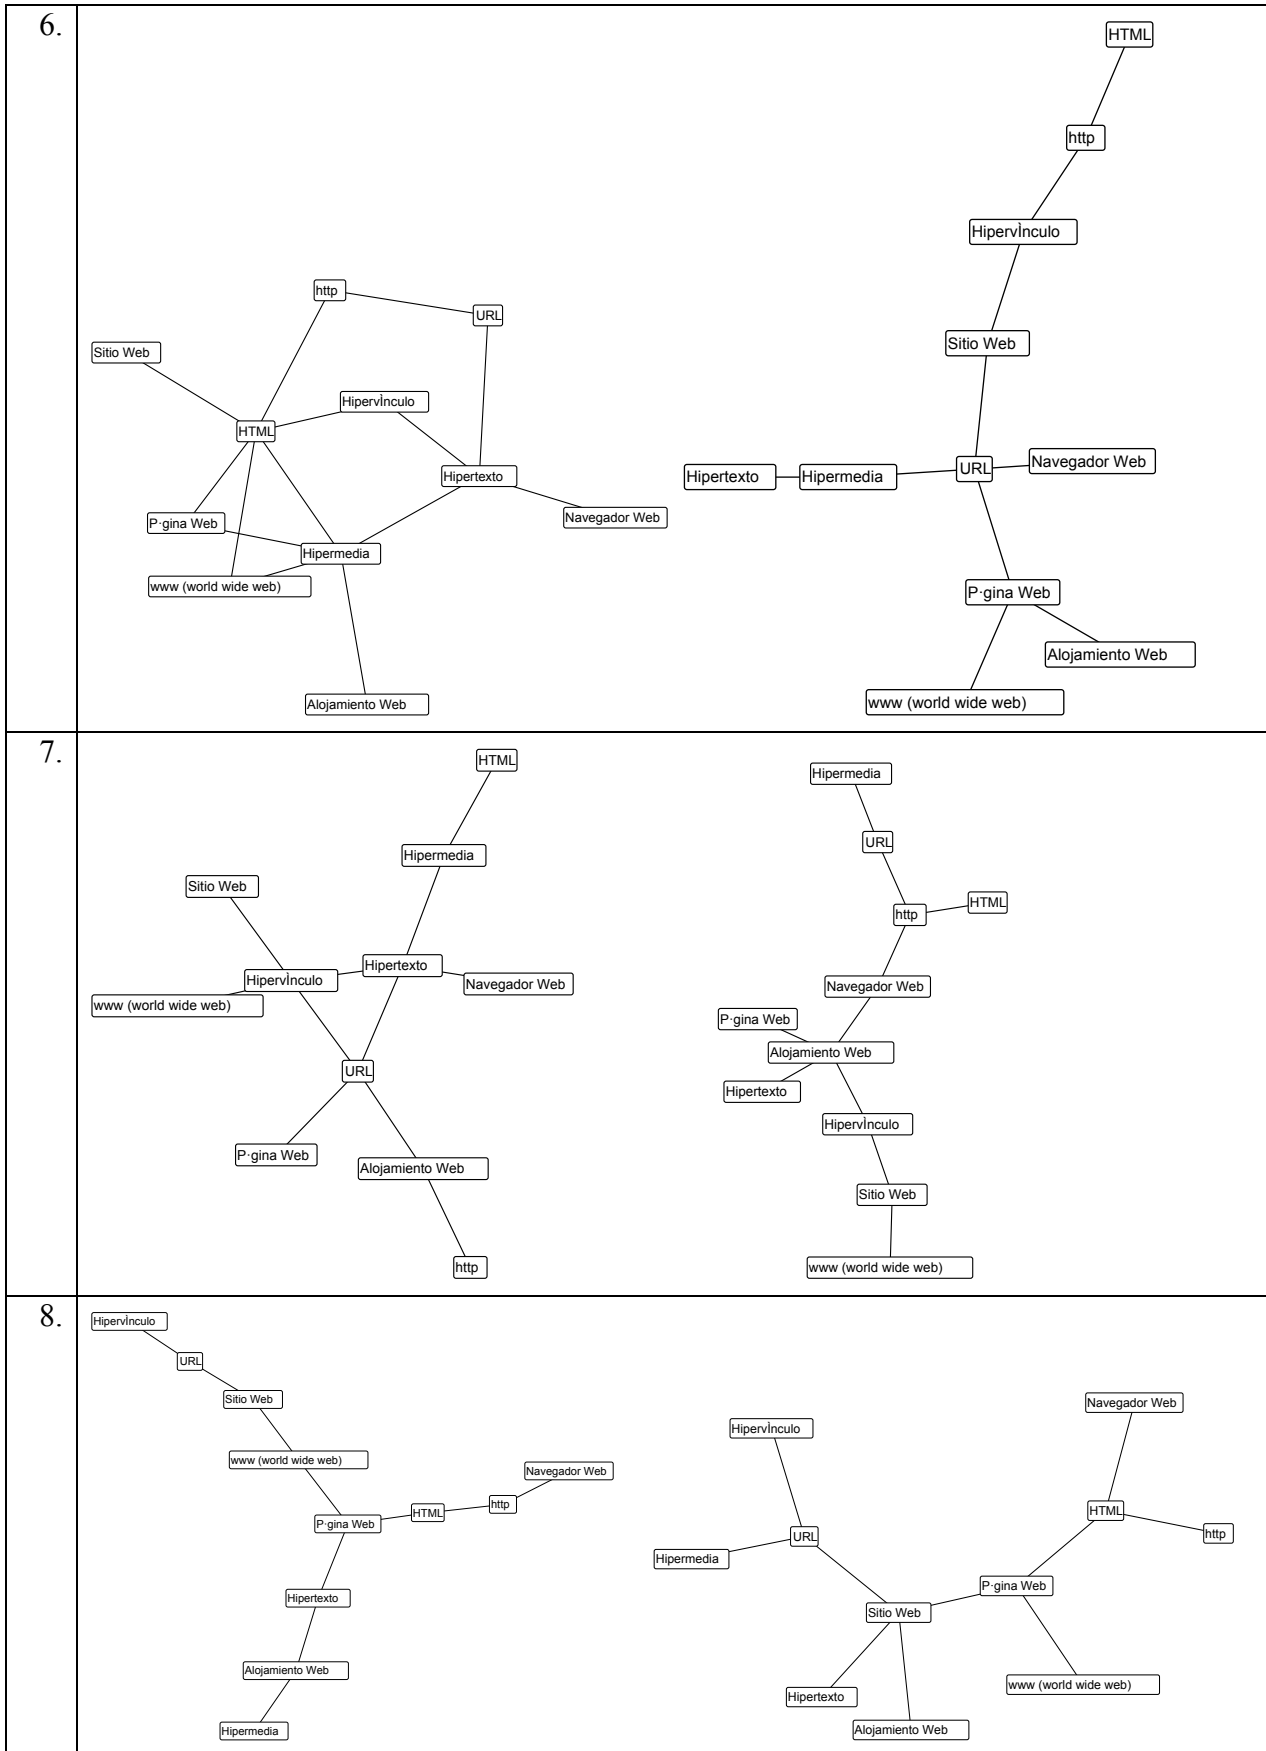 6.
http
URL
Sitio Web
HipervÌnculo
HTML
Hipertexto
Navegador Web
P·gina Web
Hipermedia
www (world wide web)
Alojamiento Web
HTML
http
HipervÌnculo
Sitio Web
Hipertexto
Hipermedia
URL
Navegador Web
P·gina Web
Alojamiento Web
www (world wide web)
7.
HTML
Hipermedia
Sitio Web
Hipertexto
HipervÌnculo
Navegador Web
www (world wide web)
URL
P·gina Web
Alojamiento Web
http
Hipermedia
URL
HTML
http
Navegador Web
P·gina Web
Alojamiento Web
Hipertexto
HipervÌnculo
Sitio Web
www (world wide web)
8.
HipervÌnculo
URL
Sitio Web
www (world wide web)
Navegador Web
http
HTML
P·gina Web
Hipertexto
Alojamiento Web
Hipermedia
Navegador Web
HipervÌnculo
HTML
http
URL
Hipermedia
P·gina Web
Sitio Web
www (world wide web)
Hipertexto
Alojamiento Web